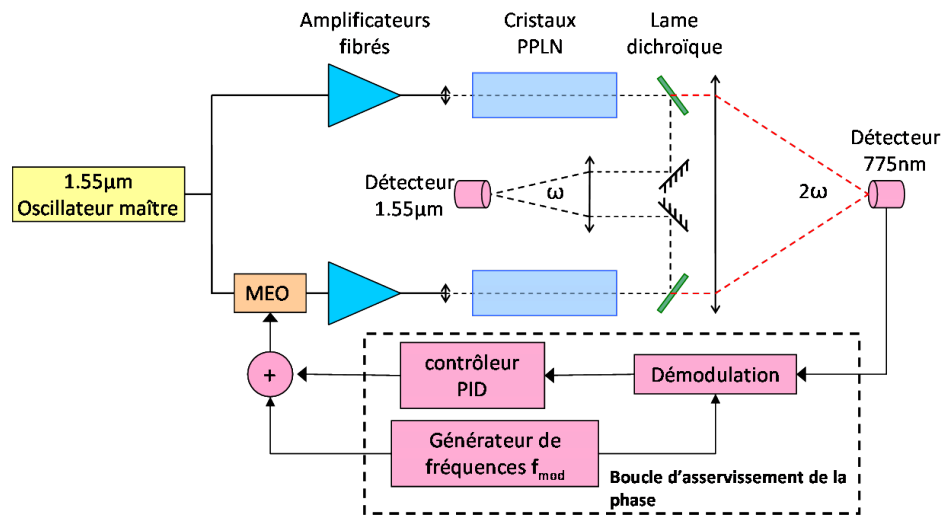 Amplificateurs
fibrés
Cristaux
PPLN
Lame
dichroïque
1.55µm
Oscillateur maître
Détecteur
1.55µm
ω
2ω
Détecteur
775nm
MEO
+
contrôleur
PID
Démodulation
Générateur de
fréquences fmod
Boucle d'asservissement de la
phase